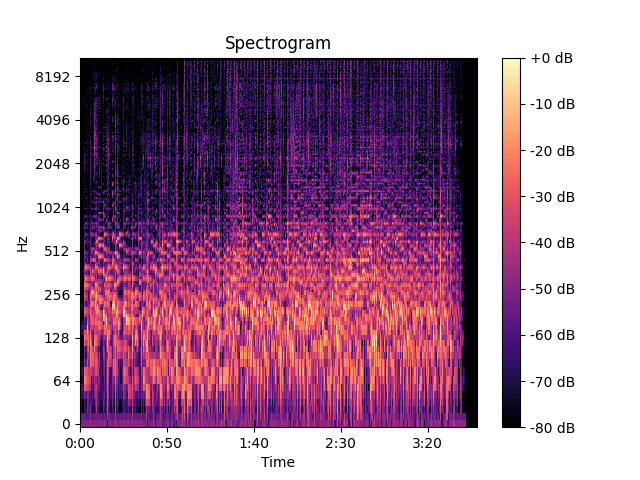 Spectrogram
8192
4096
2048
1024
512
256
128
64
0
Hz
0:00 0:50 1:40 2:30 3:20
Time
+0 dB
-10 dB
-20 dB
-30 dB
-40 dB
-50 dB
-60 dB
-70 dB
-80 dB